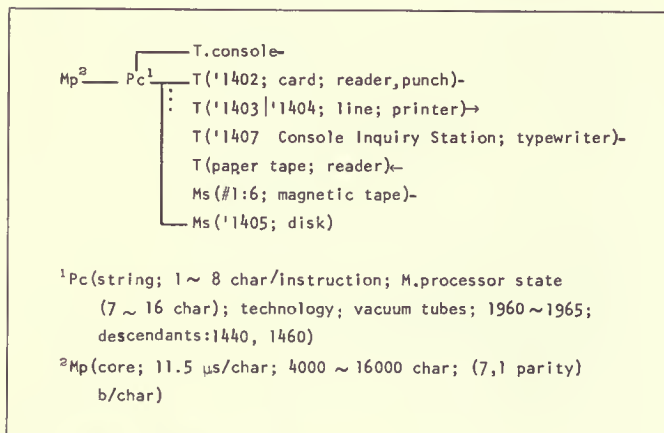 T.console-
Mp² Pc¹ T('1402; card; reader,punch)-
T('1403|'1404; line; printer)→
T('1407 Console Inquiry Station; typewriter)-
T(paper tape; reader)←
Ms(#1:6; magnetic tape)-
Ms('1405; disk)
¹Pc(string; 1~ 8 char/instruction; M.processor state
(7 ~ 16 char); technology; vacuum tubes; 1960~1965;
descendants:1440, 1460)
²Mp(core; 11.5 μs/char; 4000 ~ 16000 char; (7,1 parity)
b/char)